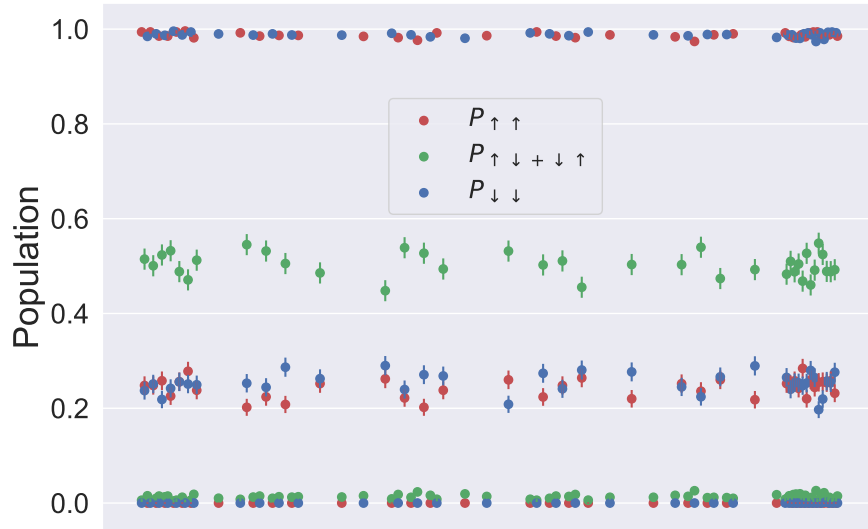 1.0
0.8
0.6
0.4
0.2
0.0
Population
P↑ ↑
P↑ ↓ + ↓ ↑
P↓ ↓